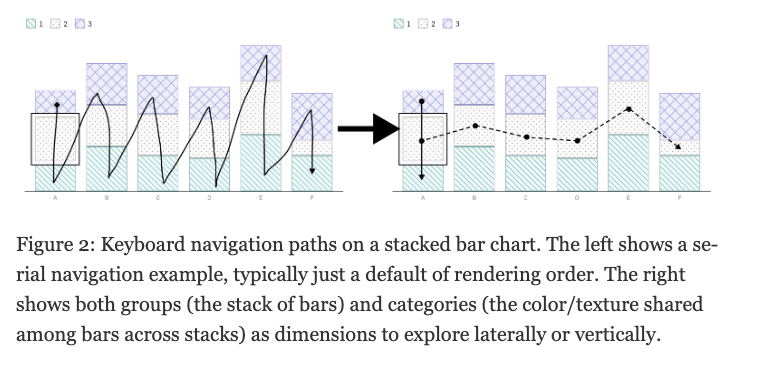 1 2 3
1 2 3
A B C D E F
A B C D E F
Figure 2: Keyboard navigation paths on a stacked bar chart. The left shows a se-
rial navigation example, typically just a default of rendering order. The right
shows both groups (the stack of bars) and categories (the color/texture shared
among bars across stacks) as dimensions to explore laterally or vertically.